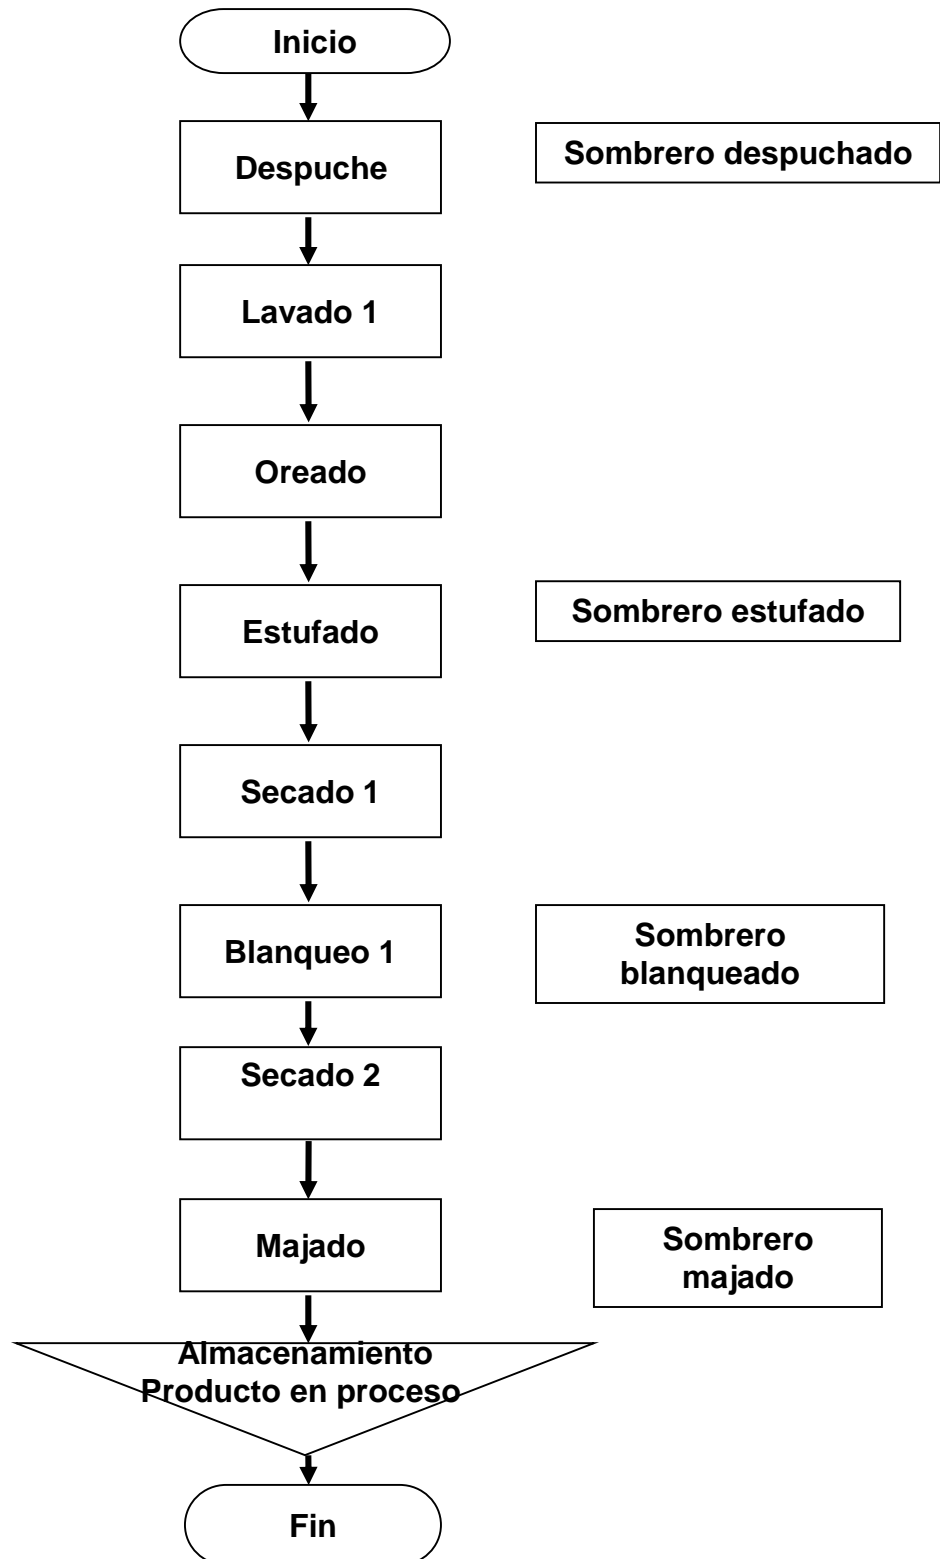 Inicio
Despuche
Sombrero despuchado
Lavado 1
Oreado
Estufado
Sombrero estufado
Secado 1
Blanqueo 1
Sombrero
blanqueado
Secado 2
Majado
Sombrero
majado
Almacenamiento
Producto en proceso
Fin